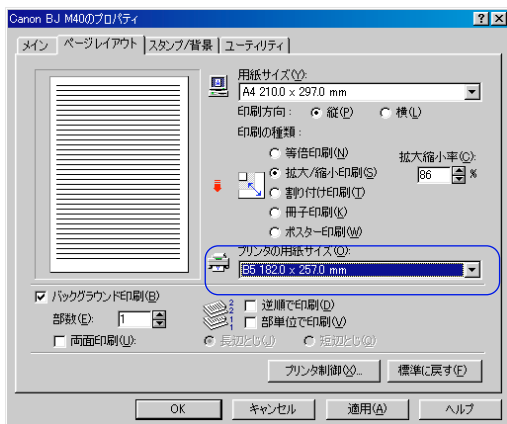 Canon BJ M40のプロパティ
メイン ページレイアウト スタンプ/背景 ユーティリティ
用紙サイズ(Y):
A4 210.0 x 297.0 mm
印刷方向: 縦(P) 横(L)
印刷の種類:
等倍印刷(N)
拡大/縮小印刷(S)
割り付け印刷(T)
冊子印刷(K)
ポスター印刷(W)
拡大縮小率(C):
86 %
プリンタの用紙サイズ(O):
B5 182.0 x 257.0 mm
バックグラウンド印刷(B)
部数(E): 1
両面印刷(U):
2 2
1 1
逆順で印刷(D)
部単位で印刷(V)
長辺とじ(J) 短辺とじ(Q)
プリンタ制御(X)... 標準に戻す(F)
OK キャンセル 適用(A) ヘルプ